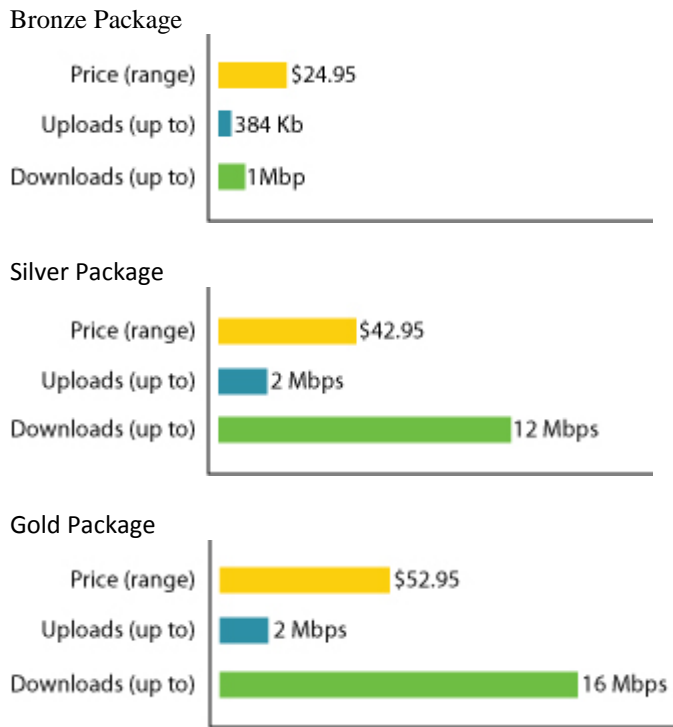 Bronze Package
Price (range) $24.95
Uploads (up to) 384 Kb
Downloads (up to) 1Mbp
Silver Package
Price (range) $42.95
Uploads (up to) 2 Mbps
Downloads (up to) 12 Mbps
Gold Package
Price (range) $52.95
Uploads (up to) 2 Mbps
Downloads (up to) 16 Mbps